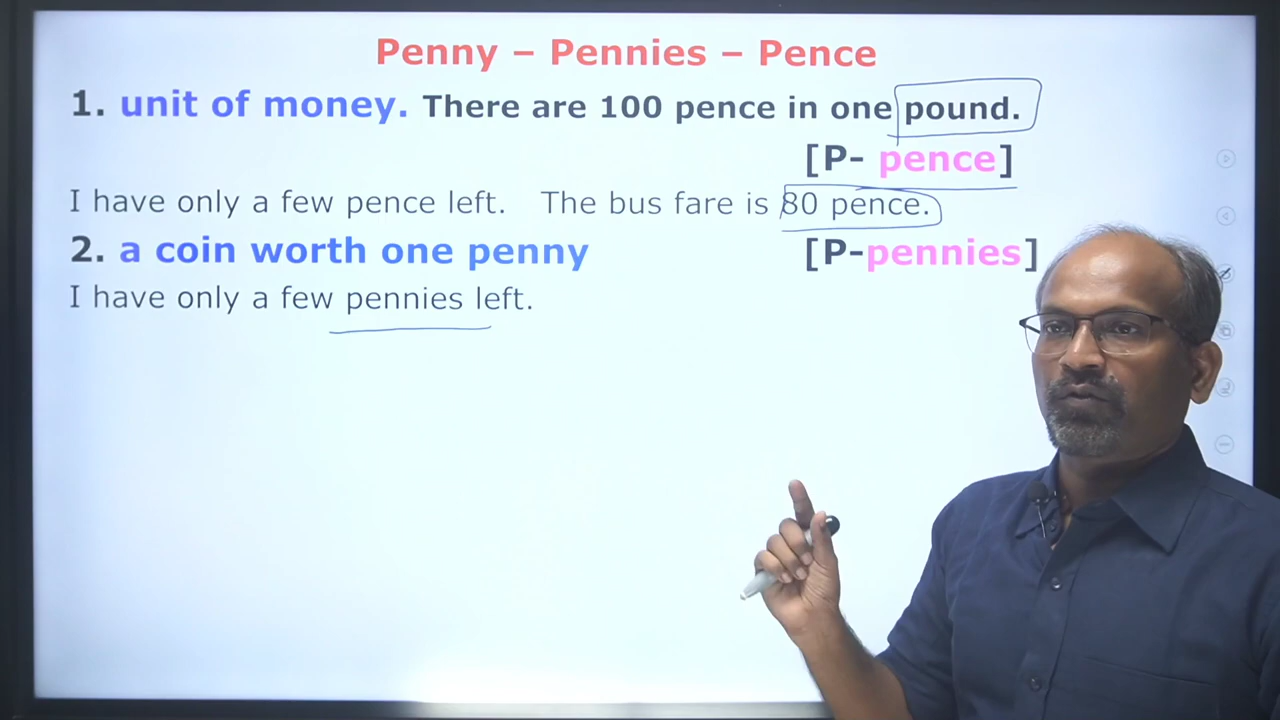 Penny – Pennies – Pence
1. unit of money. There are 100 pence in one pound.
[P- pence]
I have only a few pence left. The bus fare is 80 pence.
2. a coin worth one penny [P-pennies]
I have only a few pennies left.